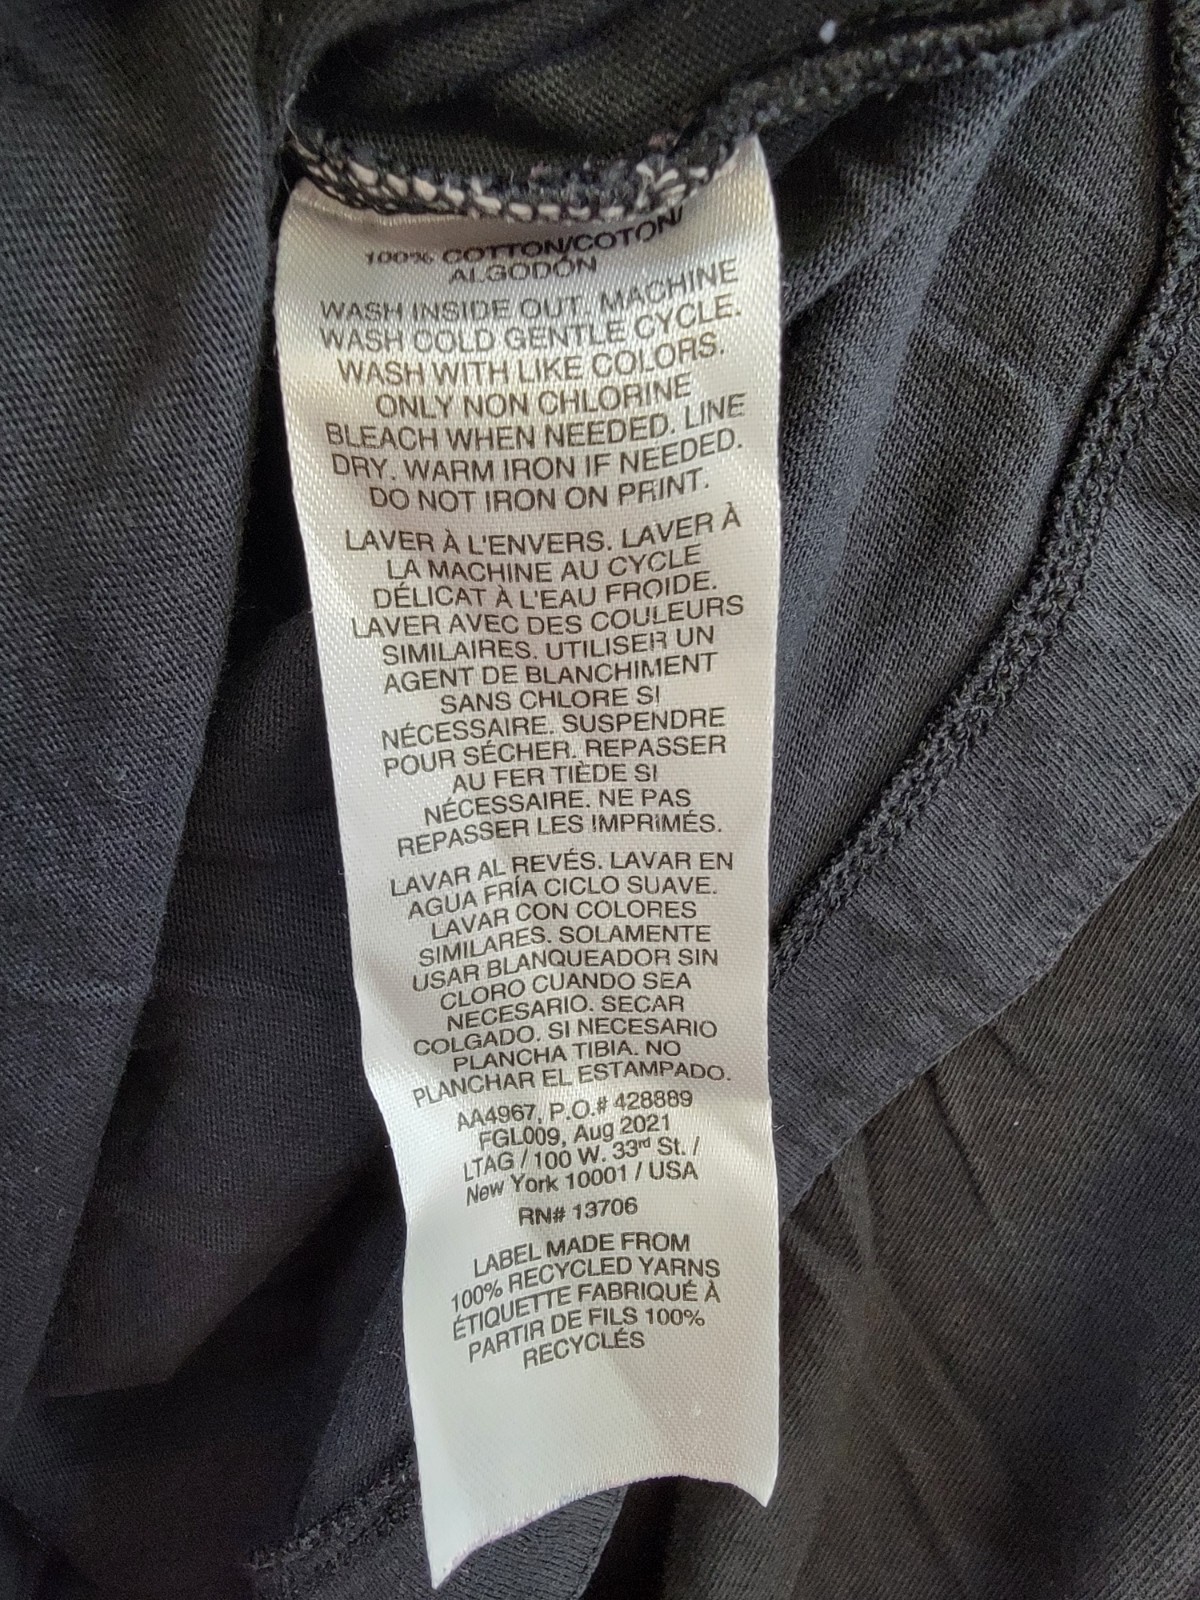 100% COTTON/COTON/
ALGODÓN
WASH INSIDE OUT. MACHINE
WASH COLD GENTLE CYCLE.
WASH WITH LIKE COLORS.
ONLY NON CHLORINE
BLEACH WHEN NEEDED. LINE
DRY. WARM IRON IF NEEDED.
DO NOT IRON ON PRINT.
LAVER À L'ENVERS. LAVER À
LA MACHINE AU CYCLE
DÉLICAT À L'EAU FROIDE.
LAVER AVEC DES COULEURS
SIMILAIRES. UTILISER UN
AGENT DE BLANCHIMENT
SANS CHLORE SI
NÉCESSAIRE. SUSPENDRE
POUR SÉCHER. REPASSER
AU FER TIÈDE SI
NÉCESSAIRE. NE PAS
REPASSER LES IMPRIMÉS.
LAVAR AL REVÉS. LAVAR EN
AGUA FRÍA CICLO SUAVE.
LAVAR CON COLORES
SIMILARES. SOLAMENTE
USAR BLANQUEADOR SIN
CLORO CUANDO SEA
NECESARIO. SECAR
COLGADO. SI NECESARIO
PLANCHA TIBIA. NO
PLANCHAR EL ESTAMPADO.
AA4967, P.O.# 428889
FGL009, Aug 2021
LTAG / 100 W. 33rd St. /
New York 10001 / USA
RN# 13706
LABEL MADE FROM
100% RECYCLED YARNS
ÉTIQUETTE FABRIQUÉ À
PARTIR DE FILS 100%
RECYCLÉS